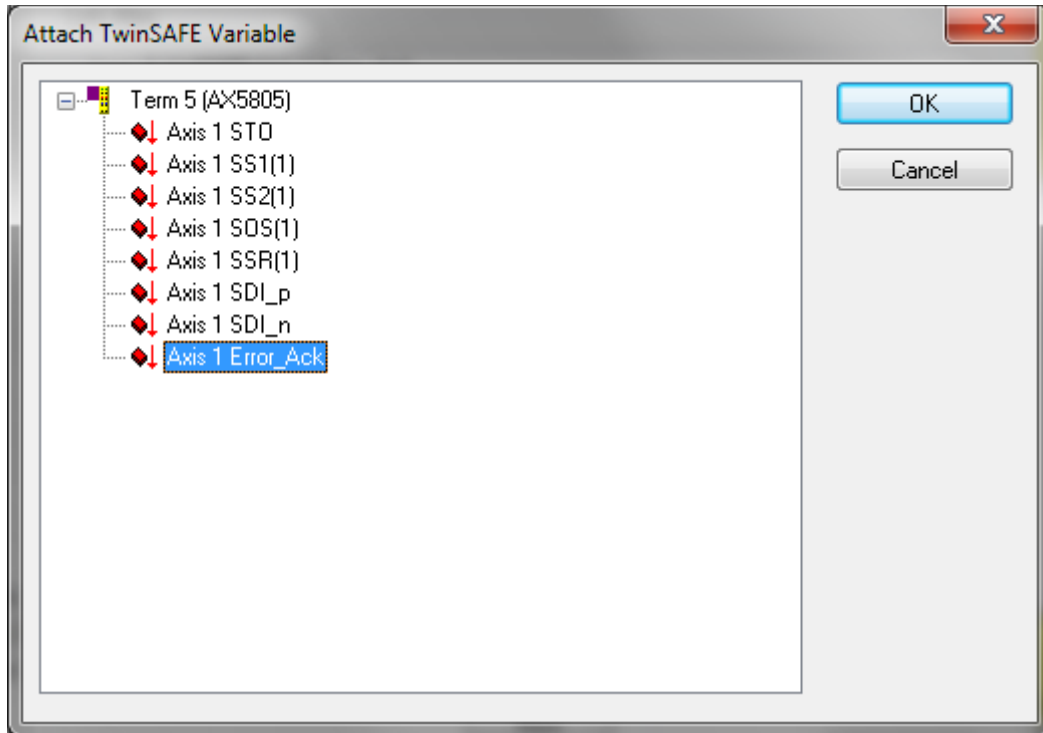 Attach TwinSAFE Variable
Term 5 (AX5805)
Axis 1 STO
Axis 1 SS1(1)
Axis 1 SS2(1)
Axis 1 SOS(1)
Axis 1 SSR(1)
Axis 1 SDI_p
Axis 1 SDI_n
Axis 1 Error_Ack
OK
Cancel